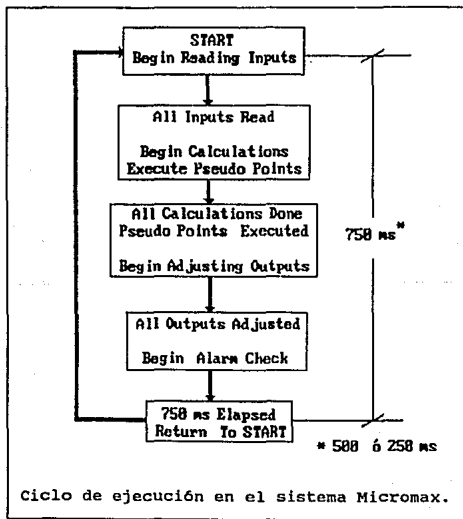 START
Begin Reading Inputs
All Inputs Read
Begin Calculations
Execute Pseudo Points
All Calculations Done
Pseudo Points Executed
Begin Adjusting Outputs
750 ms*
All Outputs Adjusted
Begin Alarm Check
750 ms Elapsed
Return To START
* 500 ó 250 ms
Ciclo de ejecución en el sistema Micromax.